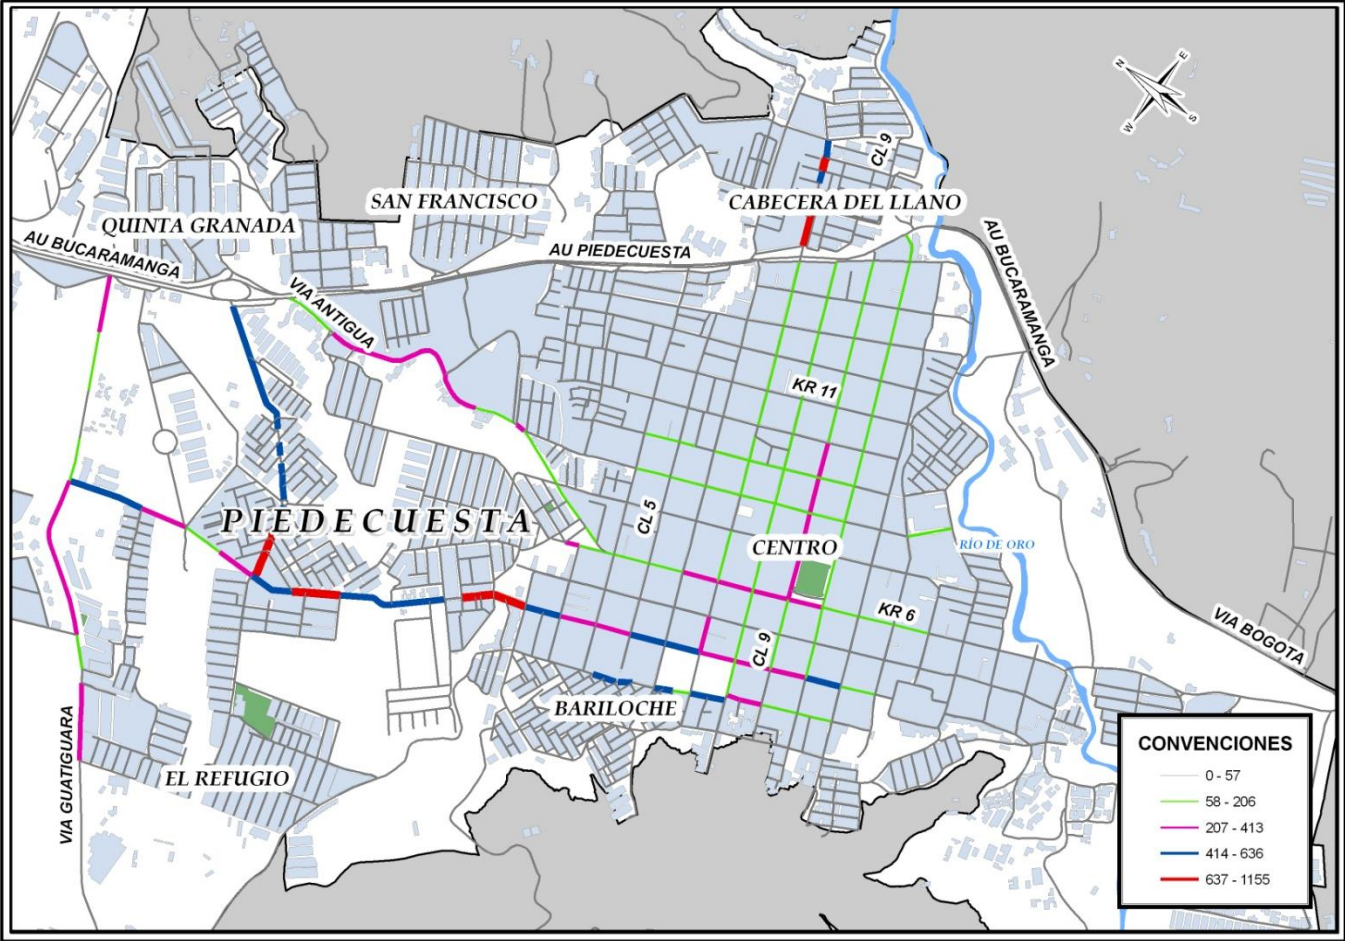 N
E
W
S
CL 9
SAN FRANCISCO
CABECERA DEL LLANO
QUINTA GRANADA
AU BUCARAMANGA
AU PIEDECUESTA
AU BUCARAMANGA
VIA ANTIGUA
KR 11
CL 5
PIEDECUESTA
CENTRO
RÍO DE ORO
KR 6
VIA BOGOTA
CL 9
BARILOCHE
VIA GUATIGUARA
EL REFUGIO
CONVENCIONES
0 - 57
58 - 206
207 - 413
414 - 636
637 - 1155